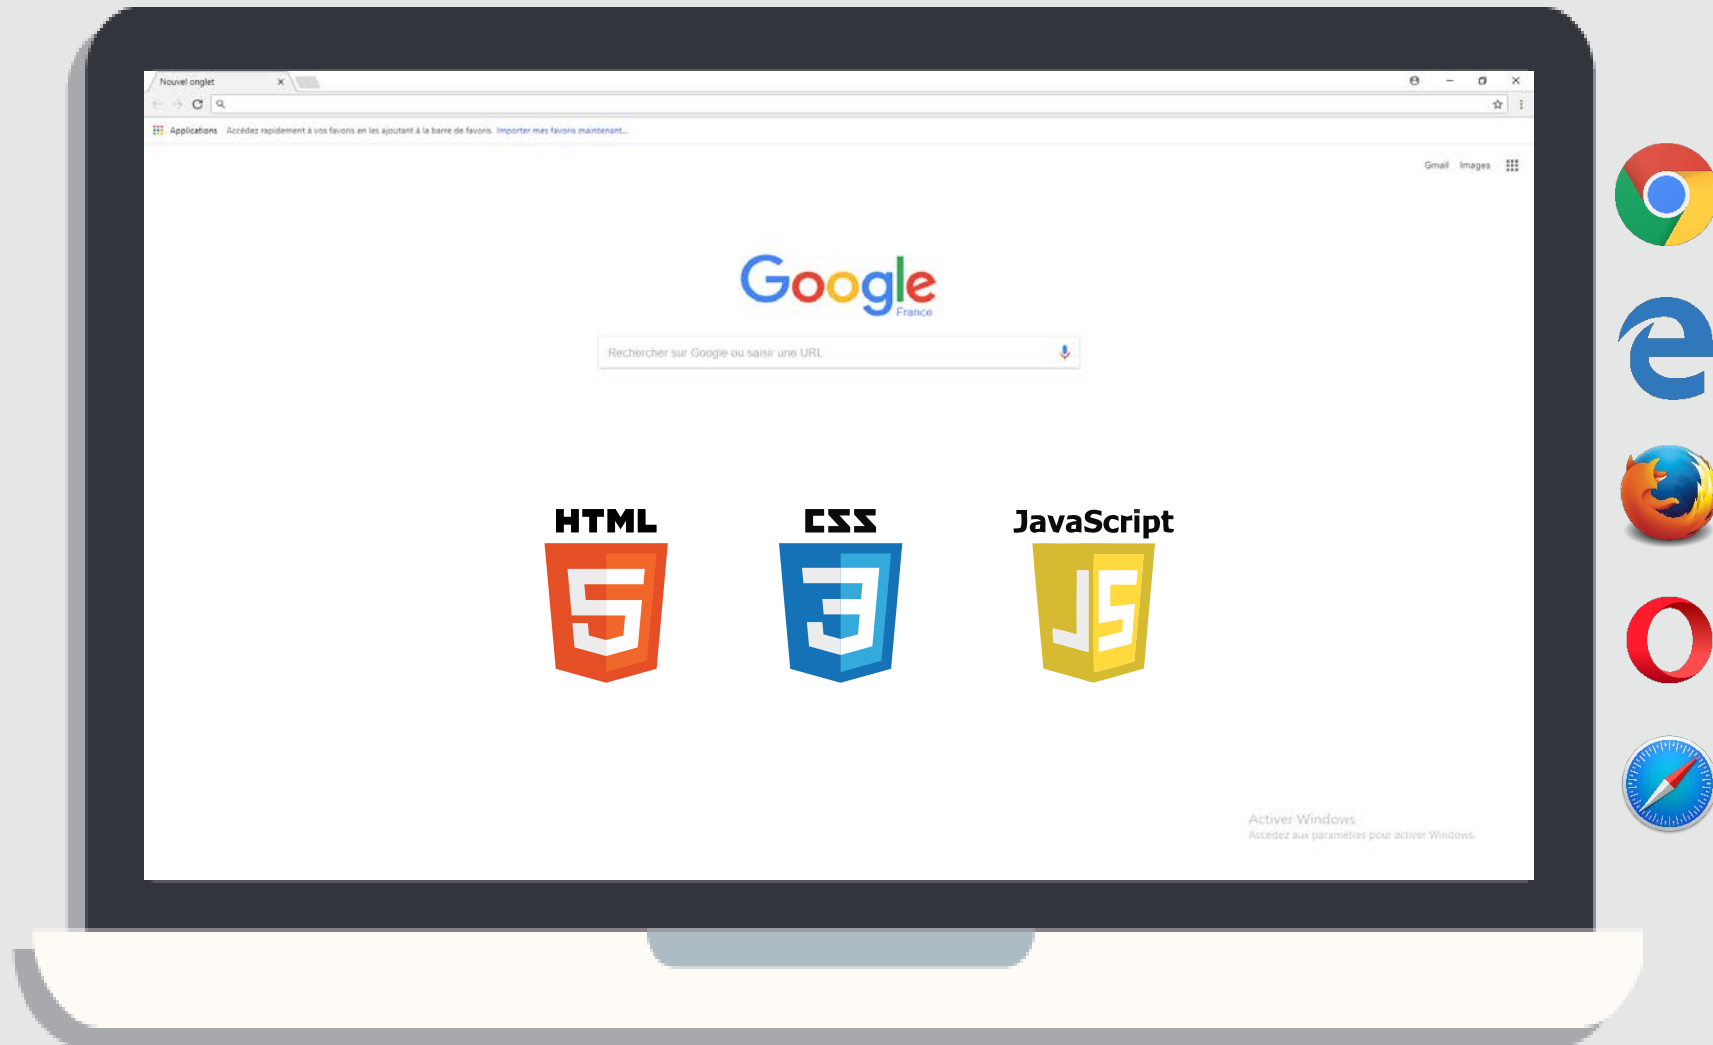 Nouvel onglet
Applications Accédez rapidement à vos favoris en les ajoutant à la barre de favoris. Importer mes favoris maintenant...
Gmail Images
Google
France
Rechercher sur Google ou saisir une URL
HTML CSS JavaScript
5 3 JS
Activer Windows
Accédez aux paramètres pour activer Windows.